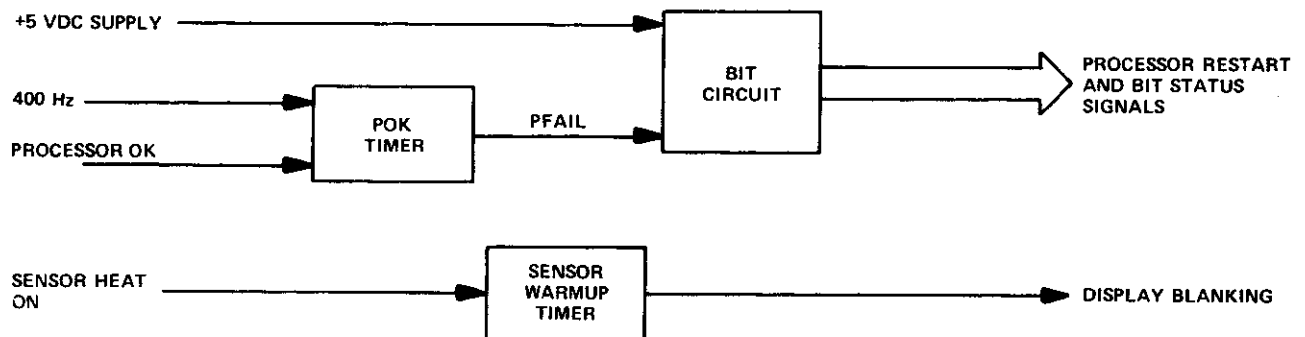 +5 VDC SUPPLY
400 Hz
PROCESSOR OK
POK
TIMER
PFAIL
BIT
CIRCUIT
PROCESSOR RESTART
AND BIT STATUS
SIGNALS
SENSOR HEAT
ON
SENSOR
WARMUP
TIMER
DISPLAY BLANKING